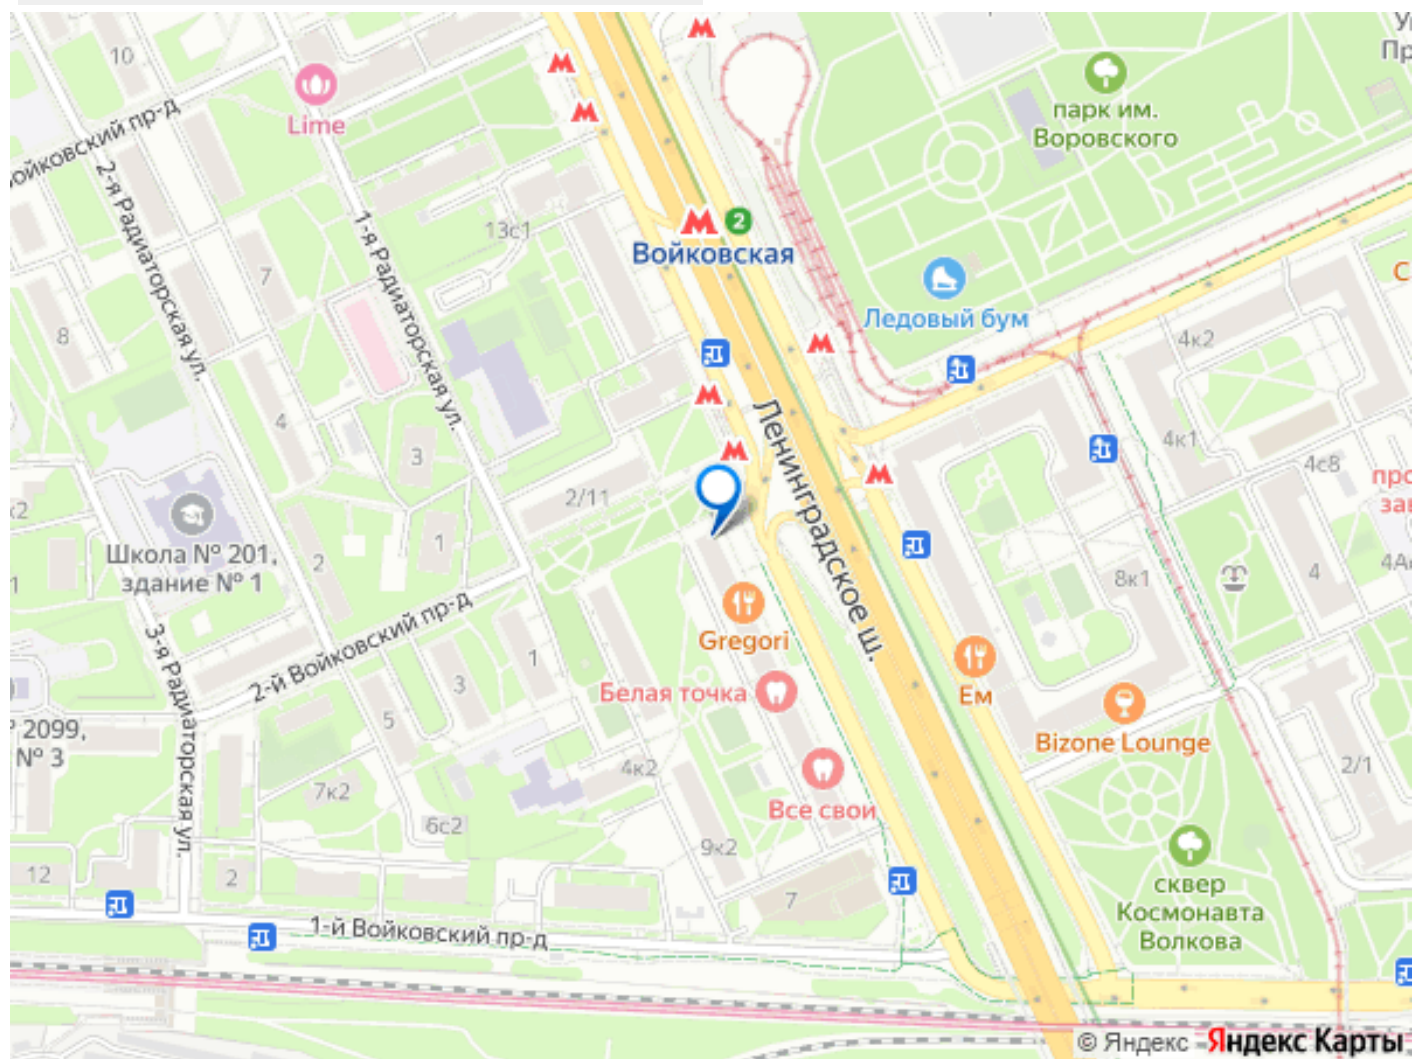 10
Lime
Войковский пр-д
2-я Радиаторская ул.
1-я Радиаторская ул.
парк им.
Воровского
13с1
2
Войковская
7
8
Ледовый бум
4к2
4
3
Ленинградское ш.
4к1
4с8
2/11
Школа № 201,
здание № 1
2
1
8к1
4
Gregori
2-й Войковский пр-д
3-я Радиаторская ул.
1
3
5
Белая точка
Ем
Bizone Lounge
2099,
№ 3
7к2
4к2
6с2
Все свои
9к2
2/1
12
2
7
сквер
Космонавта
Волкова
1-й Войковский пр-д
© Яндекс Яндекс Карты